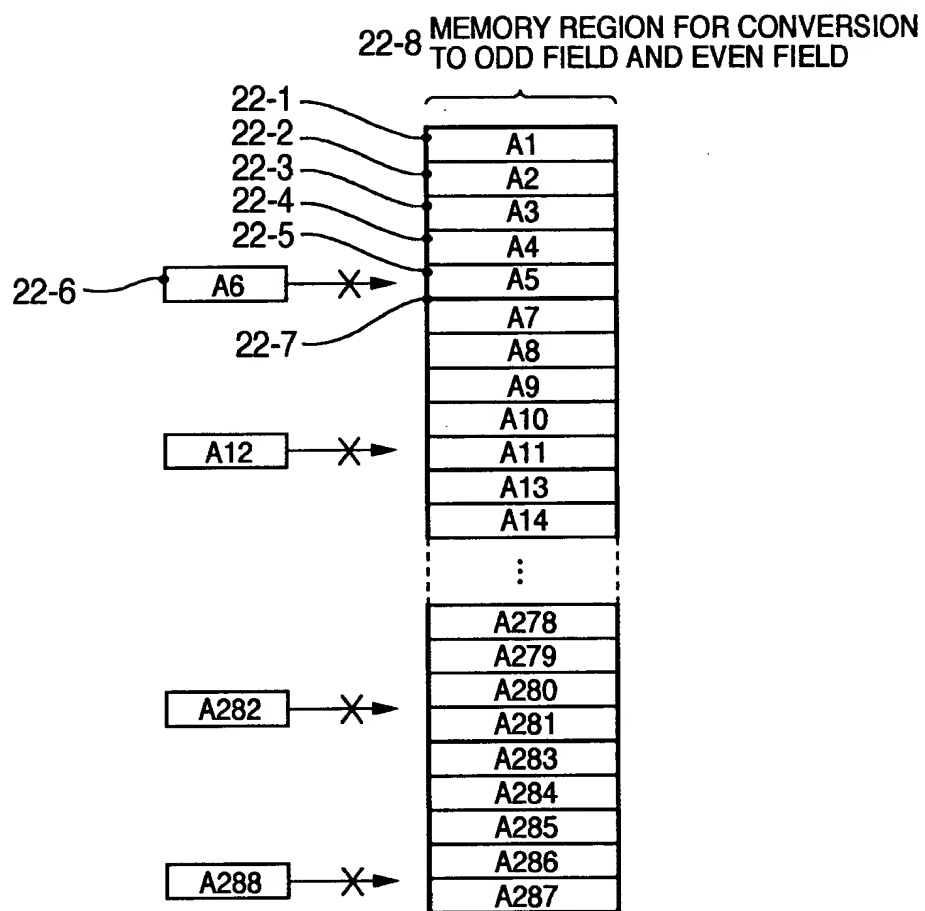 22-8 MEMORY REGION FOR CONVERSION
TO ODD FIELD AND EVEN FIELD
22-1
22-2
22-3
22-4
22-5
22-6
22-7
A1
A2
A3
A4
A5
A6
A7
A8
A9
A10
A12
A11
A13
A14
⋮
A278
A279
A280
A282
A281
A283
A284
A285
A286
A288
A287